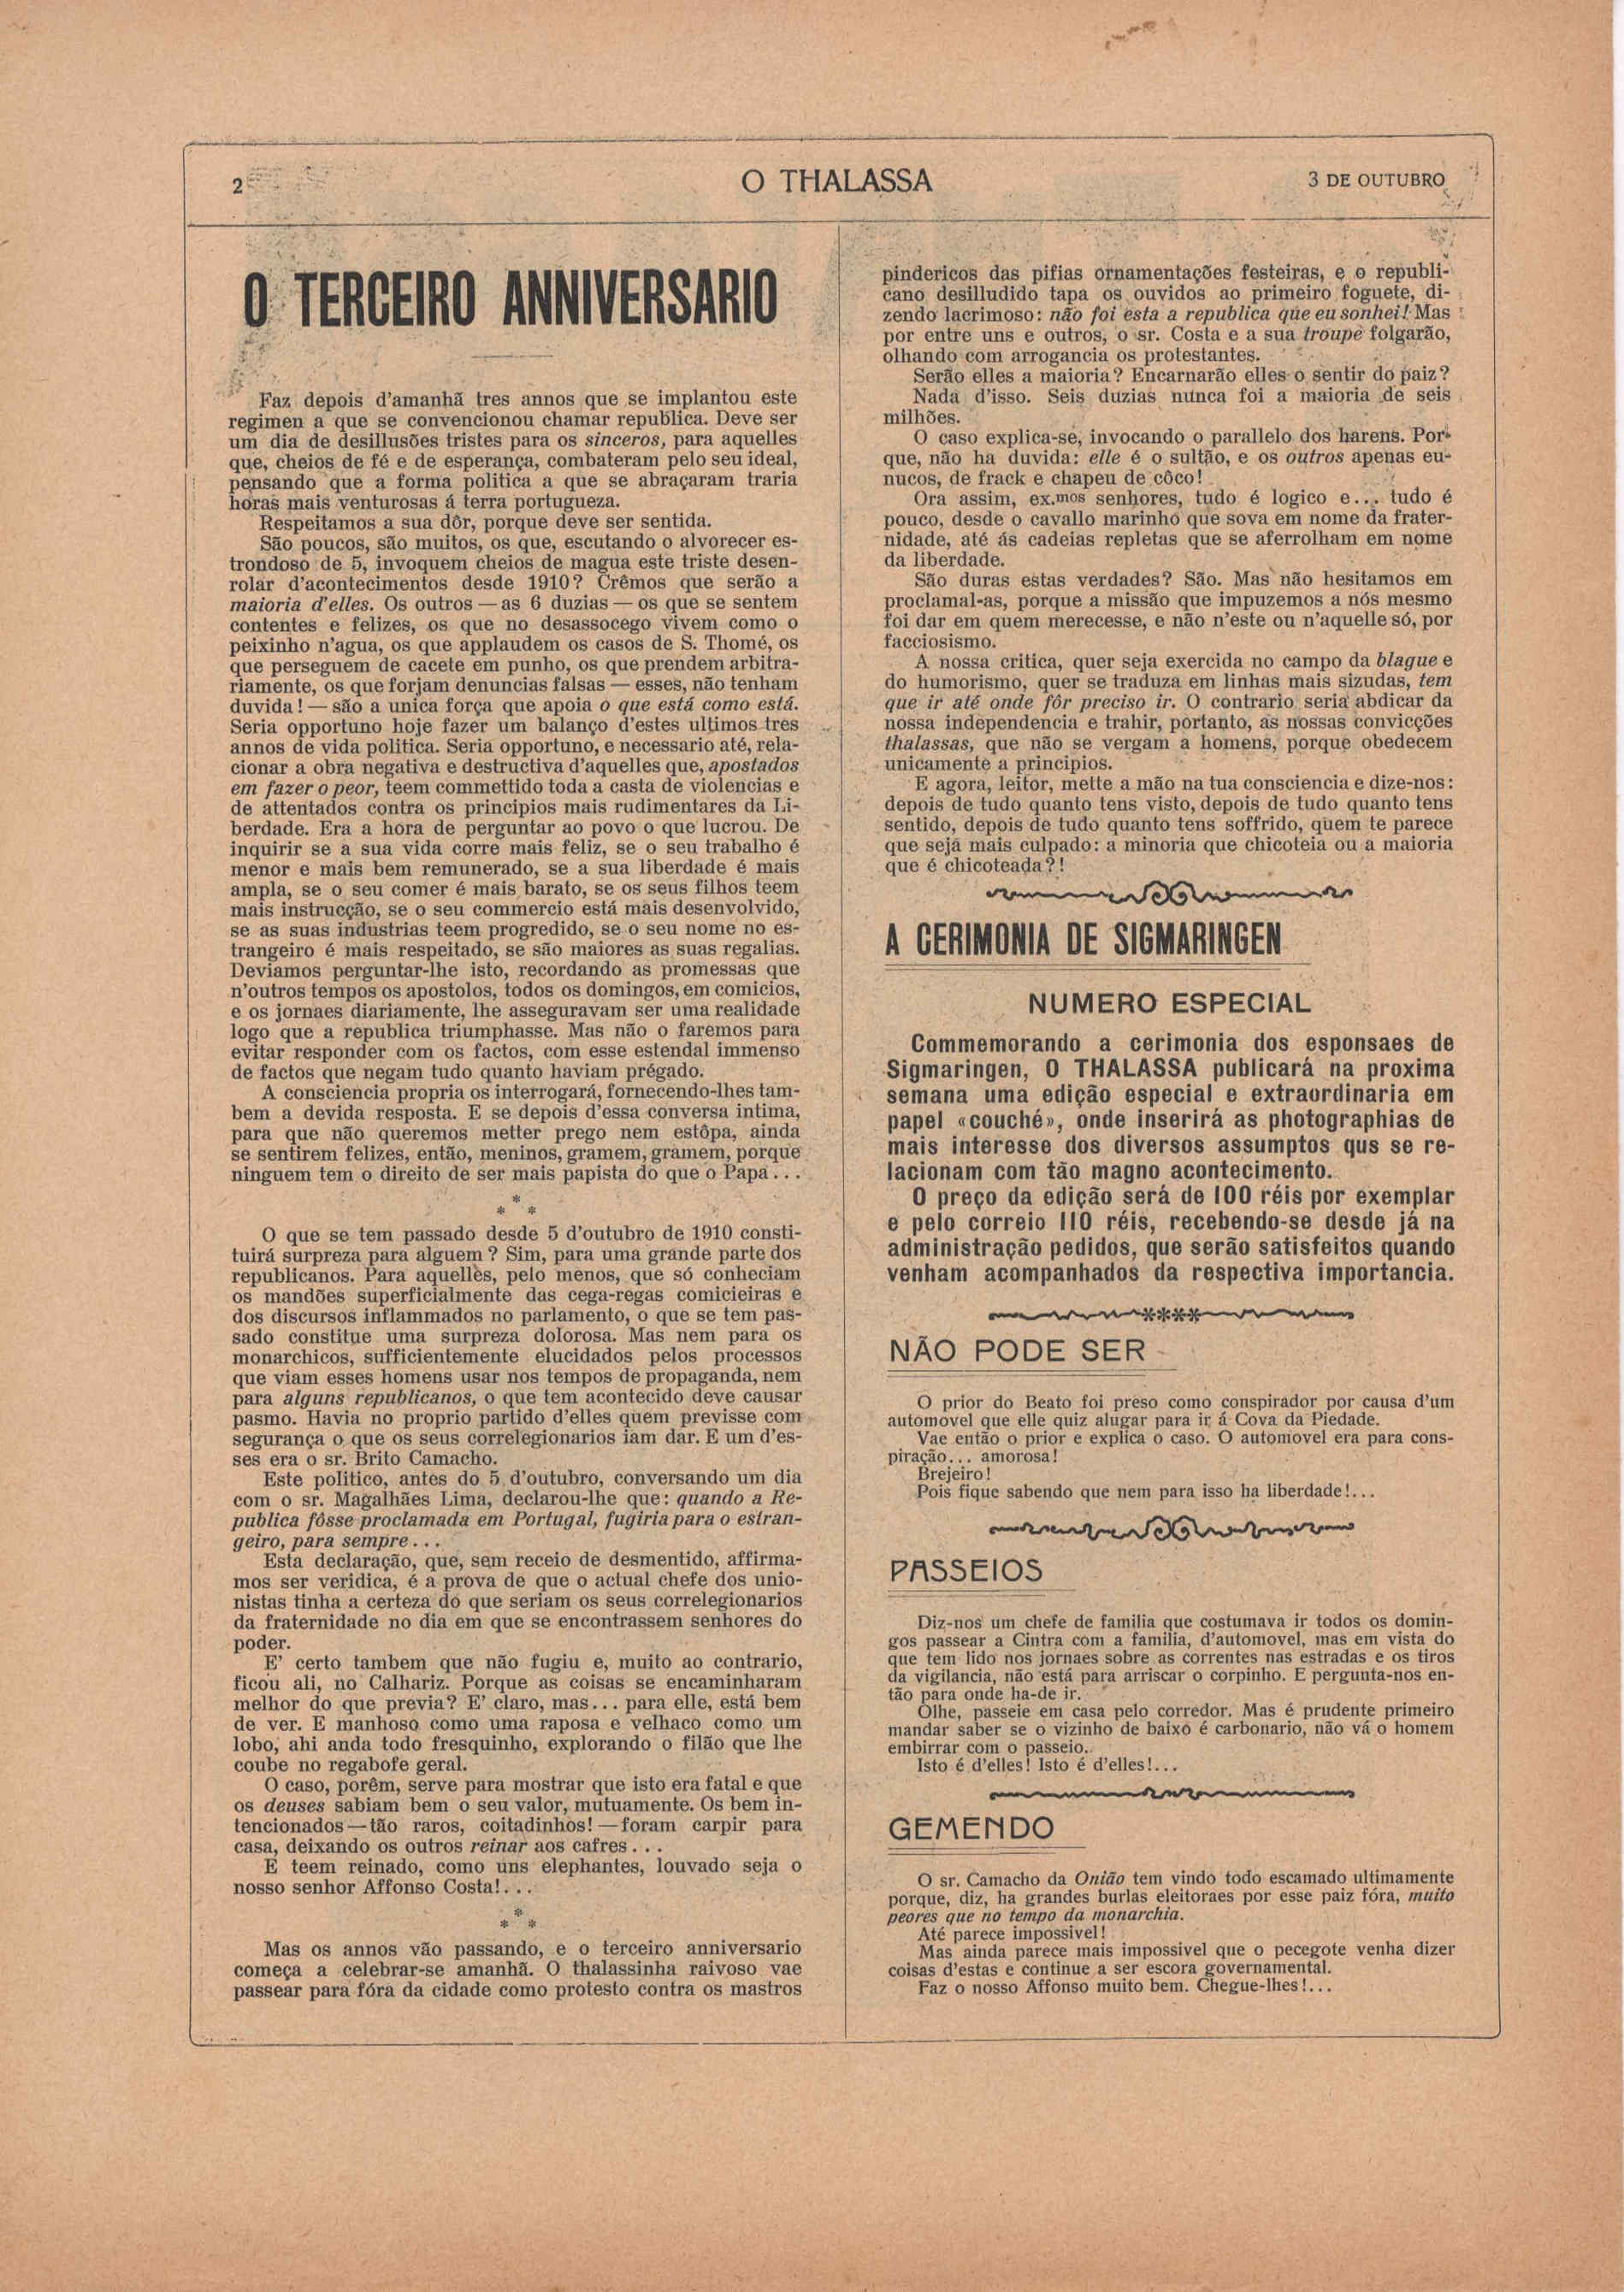 2
O THALASSA
3 DE OUTUBRO
O TERCEIRO ANNIVERSARIO
Faz depois d'amanhã tres annos que se implantou este
regimen a que se convencionou chamar republica. Deve ser
um dia de desillusões tristes para os sinceros, para aquelles
que, cheios de fé e de esperança, combateram pelo seu ideal,
pensando que a forma politica a que se abraçaram traria
horas mais venturosas á terra portugueza.
Respeitamos a sua dôr, porque deve ser sentida.
São poucos, são muitos, os que, escutando o alvorecer es-
trondoso de 5, invoquem cheios de magua este triste desen-
rolar d'acontecimentos desde 1910? Crêmos que serão a
maioria d'elles. Os outros — as 6 duzias — os que se sentem
contentes e felizes, os que no desassocego vivem como o
peixinho n'agua, os que applaudem os casos de S. Thomé, os
que perseguem de cacete em punho, os que prendem arbitra-
riamente, os que forjam denuncias falsas — esses, não tenham
duvida! — são a unica força que apoia o que está como está.
Seria opportuno hoje fazer um balanço d'estes ultimos tres
annos de vida politica. Seria opportuno, e necessario até, rela-
cionar a obra negativa e destructiva d'aquelles que, apostados
em fazer o peor, teem commettido toda a casta de violencias e
de attentados contra os principios mais rudimentares da Li-
berdade. Era a hora de perguntar ao povo o que lucrou. De
inquirir se a sua vida corre mais feliz, se o seu trabalho é
menor e mais bem remunerado, se a sua liberdade é mais
ampla, se o seu comer é mais barato, se os seus filhos teem
mais instrucção, se o seu commercio está mais desenvolvido,
se as suas industrias teem progredido, se o seu nome no es-
trangeiro é mais respeitado, se são maiores as suas regalias.
Deviamos perguntar-lhe isto, recordando as promessas que
n'outros tempos os apostolos, todos os domingos, em comicios,
e os jornaes diariamente, lhe asseguravam ser uma realidade
logo que a republica triumphasse. Mas não o faremos para
evitar responder com os factos, com esse estendal immenso
de factos que negam tudo quanto haviam prégado.
A consciencia propria os interrogará, fornecendo-lhes tam-
bem a devida resposta. E se depois d'essa conversa intima,
para que não queremos metter prego nem estôpa, ainda
se sentirem felizes, então, meninos, gramem, gramem, porque
ninguem tem o direito de ser mais papista do que o Papa...
*
* *
O que se tem passado desde 5 d'outubro de 1910 consti-
tuirá surpreza para alguem? Sim, para uma grande parte dos
republicanos. Para aquelles, pelo menos, que só conheciam
os mandões superficialmente das cega-regas comicieiras e
dos discursos inflammados no parlamento, o que se tem pas-
sado constitue uma surpreza dolorosa. Mas nem para os
monarchicos, sufficientemente elucidados pelos processos
que viam esses homens usar nos tempos de propaganda, nem
para alguns republicanos, o que tem acontecido deve causar
pasmo. Havia no proprio partido d'elles quem previsse com
segurança o que os seus correlegionarios iam dar. E um d'es-
ses era o sr. Brito Camacho.
Este politico, antes do 5 d'outubro, conversando um dia
com o sr. Magalhães Lima, declarou-lhe que: quando a Re-
publica fôsse proclamada em Portugal, fugiria para o estran-
geiro, para sempre...
Esta declaração, que, sem receio de desmentido, affirma-
mos ser veridica, é a prova de que o actual chefe dos unio-
nistas tinha a certeza do que seriam os seus correlegionarios
da fraternidade no dia em que se encontrassem senhores do
poder.
E' certo tambem que não fugiu e, muito ao contrario,
ficou ali, no Calhariz. Porque as coisas se encaminharam
melhor do que previa? E' claro, mas... para elle, está bem
de ver. E manhoso como uma raposa e velhaco como um
lobo, ahi anda todo fresquinho, explorando o filão que lhe
coube no regabofe geral.
O caso, porêm, serve para mostrar que isto era fatal e que
os deuses sabiam bem o seu valor, mutuamente. Os bem in-
tencionados — tão raros, coitadinhos! — foram carpir para
casa, deixando os outros reinar aos cafres...
E teem reinado, como uns elephantes, louvado seja o
nosso senhor Affonso Costa!...
*
* *
Mas os annos vão passando, e o terceiro anniversario
começa a celebrar-se amanhã. O thalassinha raivoso vae
passear para fóra da cidade como protesto contra os mastros
pindericos das pifias ornamentações festeiras, e o republi-
cano desilludido tapa os ouvidos ao primeiro foguete, di-
zendo lacrimoso: não foi esta a republica que eu sonhei! Mas
por entre uns e outros, o sr. Costa e a sua troupe folgarão,
olhando com arrogancia os protestantes.
Serão elles a maioria? Encarnarão elles o sentir do paiz?
Nada d'isso. Seis duzias nunca foi a maioria de seis
milhões.
O caso explica-se, invocando o parallelo dos harens. Por-
que, não ha duvida: elle é o sultão, e os outros apenas eu-
nucos, de frack e chapeu de côco!
Ora assim, ex.mos senhores, tudo é logico e... tudo é
pouco, desde o cavallo marinho que sova em nome da frater-
nidade, até ás cadeias repletas que se aferrolham em nome
da liberdade.
São duras estas verdades? São. Mas não hesitamos em
proclamal-as, porque a missão que impuzemos a nós mesmo
foi dar em quem merecesse, e não n'este ou n'aquelle só, por
facciosismo.
A nossa critica, quer seja exercida no campo da blague e
do humorismo, quer se traduza em linhas mais sizudas, tem
que ir até onde fôr preciso ir. O contrario seria abdicar da
nossa independencia e trahir, portanto, as nossas convicções
thalassas, que não se vergam a homens, porque obedecem
unicamente a principios.
E agora, leitor, mette a mão na tua consciencia e dize-nos:
depois de tudo quanto tens visto, depois de tudo quanto tens
sentido, depois de tudo quanto tens soffrido, quem te parece
que seja mais culpado: a minoria que chicoteia ou a maioria
que é chicoteada?!
A CERIMONIA DE SIGMARINGEN
NUMERO ESPECIAL
Commemorando a cerimonia dos esponsaes de
Sigmaringen, O THALASSA publicará na proxima
semana uma edição especial e extraordinaria em
papel «couché», onde inserirá as photographias de
mais interesse dos diversos assumptos qus se re-
lacionam com tão magno acontecimento.
O preço da edição será de 100 réis por exemplar
e pelo correio 110 réis, recebendo-se desde já na
administração pedidos, que serão satisfeitos quando
venham acompanhados da respectiva importancia.
NÃO PODE SER
O prior do Beato foi preso como conspirador por causa d'um
automovel que elle quiz alugar para ir á Cova da Piedade.
Vae então o prior e explica o caso. O automovel era para cons-
piração... amorosa!
Brejeiro!
Pois fique sabendo que nem para isso ha liberdade!...
PASSEIOS
Diz-nos um chefe de familia que costumava ir todos os domin-
gos passear a Cintra com a familia, d'automovel, mas em vista do
que tem lido nos jornaes sobre as correntes nas estradas e os tiros
da vigilancia, não está para arriscar o corpinho. E pergunta-nos en-
tão para onde ha-de ir.
Olhe, passeie em casa pelo corredor. Mas é prudente primeiro
mandar saber se o vizinho de baixo é carbonario, não vá o homem
embirrar com o passeio.
Isto é d'elles! Isto é d'elles!...
GEMENDO
O sr. Camacho da Onião tem vindo todo escamado ultimamente
porque, diz, ha grandes burlas eleitoraes por esse paiz fóra, muito
peores que no tempo da monarchia.
Até parece impossivel!
Mas ainda parece mais impossivel que o pecegote venha dizer
coisas d'estas e continue a ser escora governamental.
Faz o nosso Affonso muito bem. Chegue-lhes!...